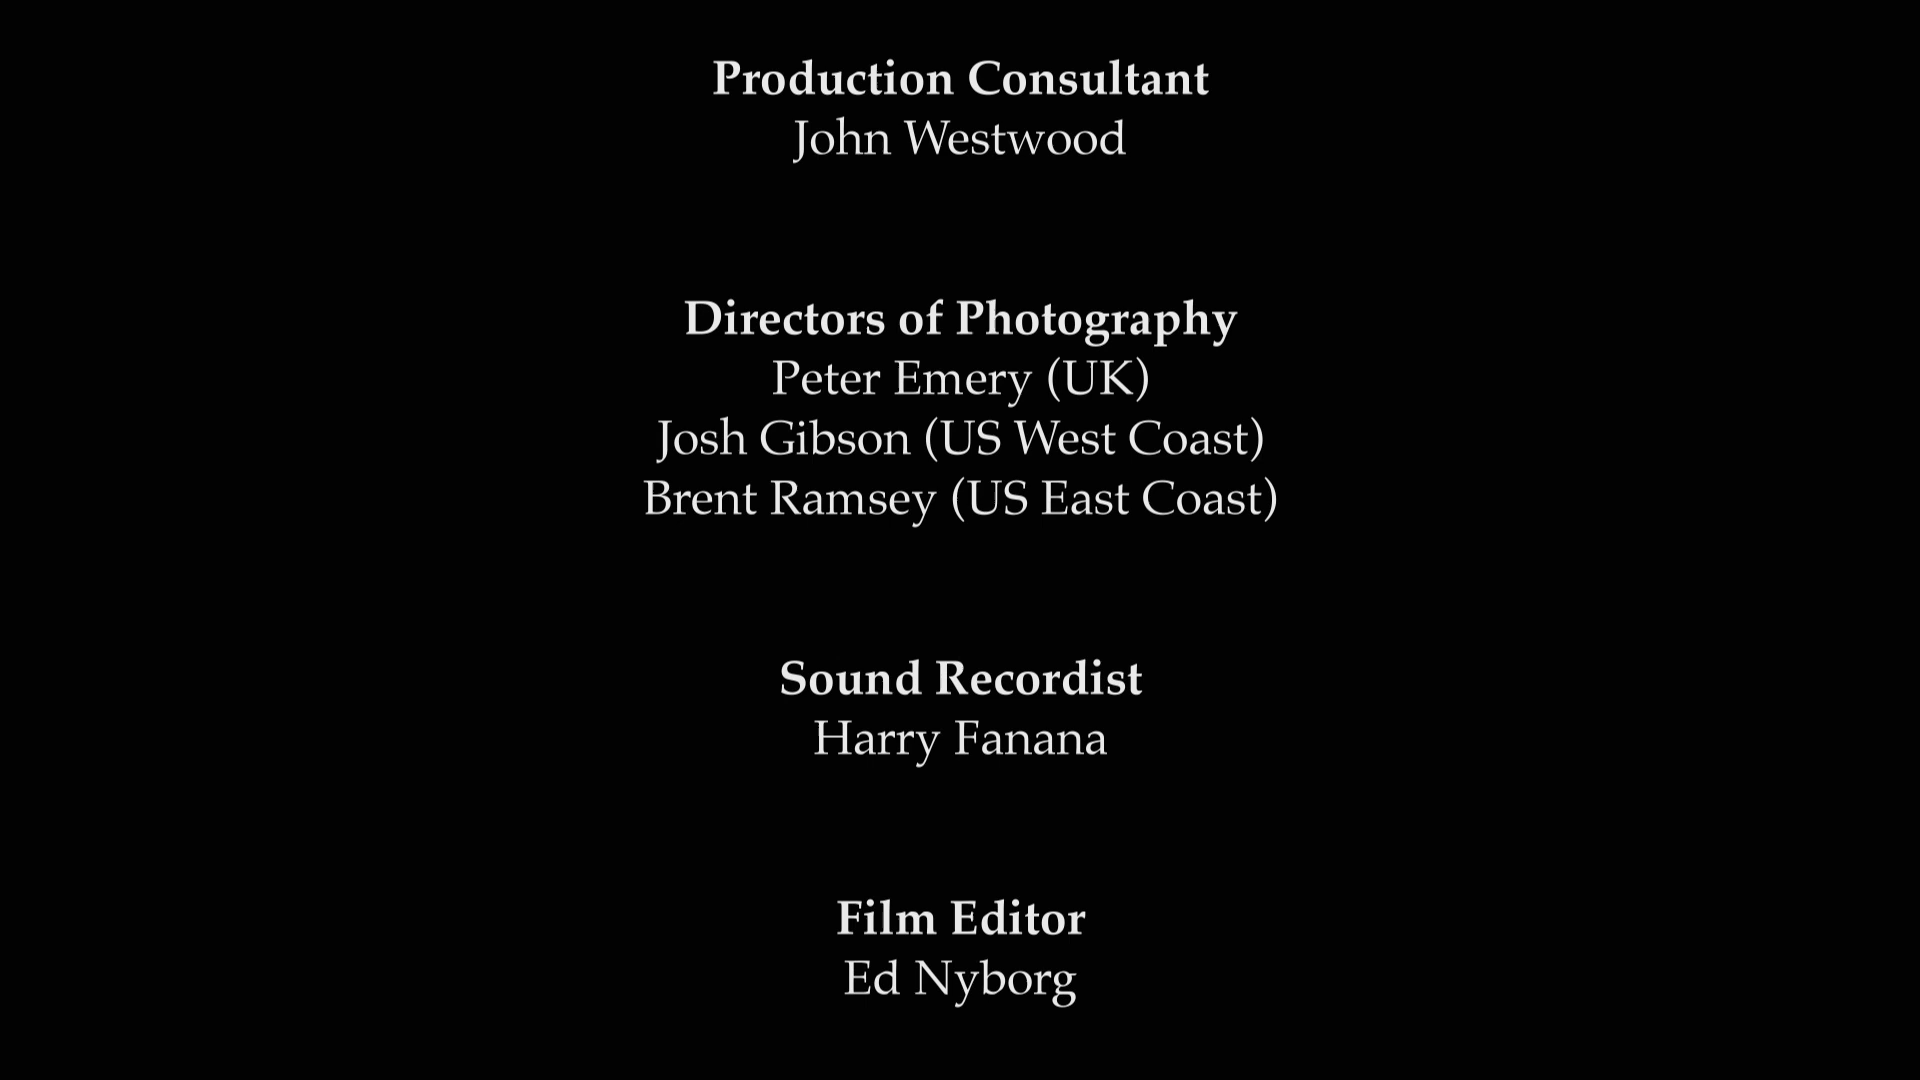 Production Consultant
John Westwood
Directors of Photography
Peter Emery (UK)
Josh Gibson (US West Coast)
Brent Ramsey (US East Coast)
Sound Recordist
Harry Fanana
Film Editor
Ed Nyborg